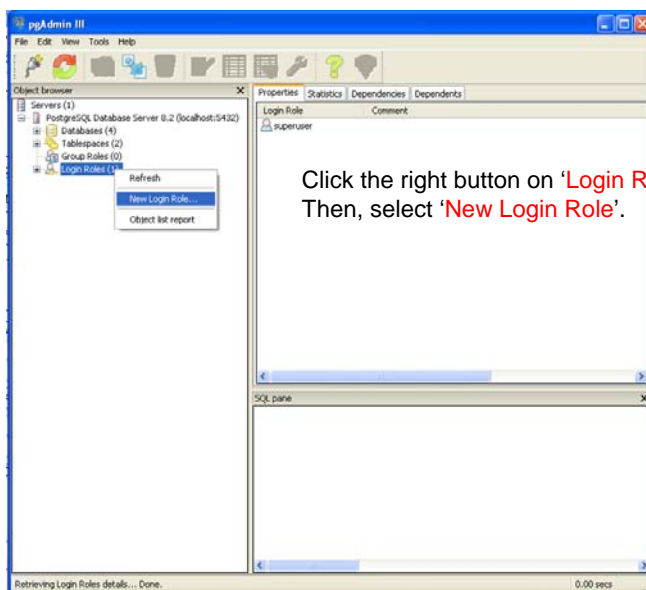 pgAdmin III
File Edit View Tools Help
Object browser
Servers (1)
PostgreSQL Database Server 8.2 (localhost:5432)
Databases (4)
Tablespaces (2)
Group Roles (0)
Login Roles (1)
Refresh
New Login Role...
Object list report
Properties Statistics Dependencies Dependents
Login Role Comment
superuser
Click the right button on ‘Login R
Then, select ‘New Login Role’.
SQL pane
Retrieving Login Roles details... Done. 0.00 secs